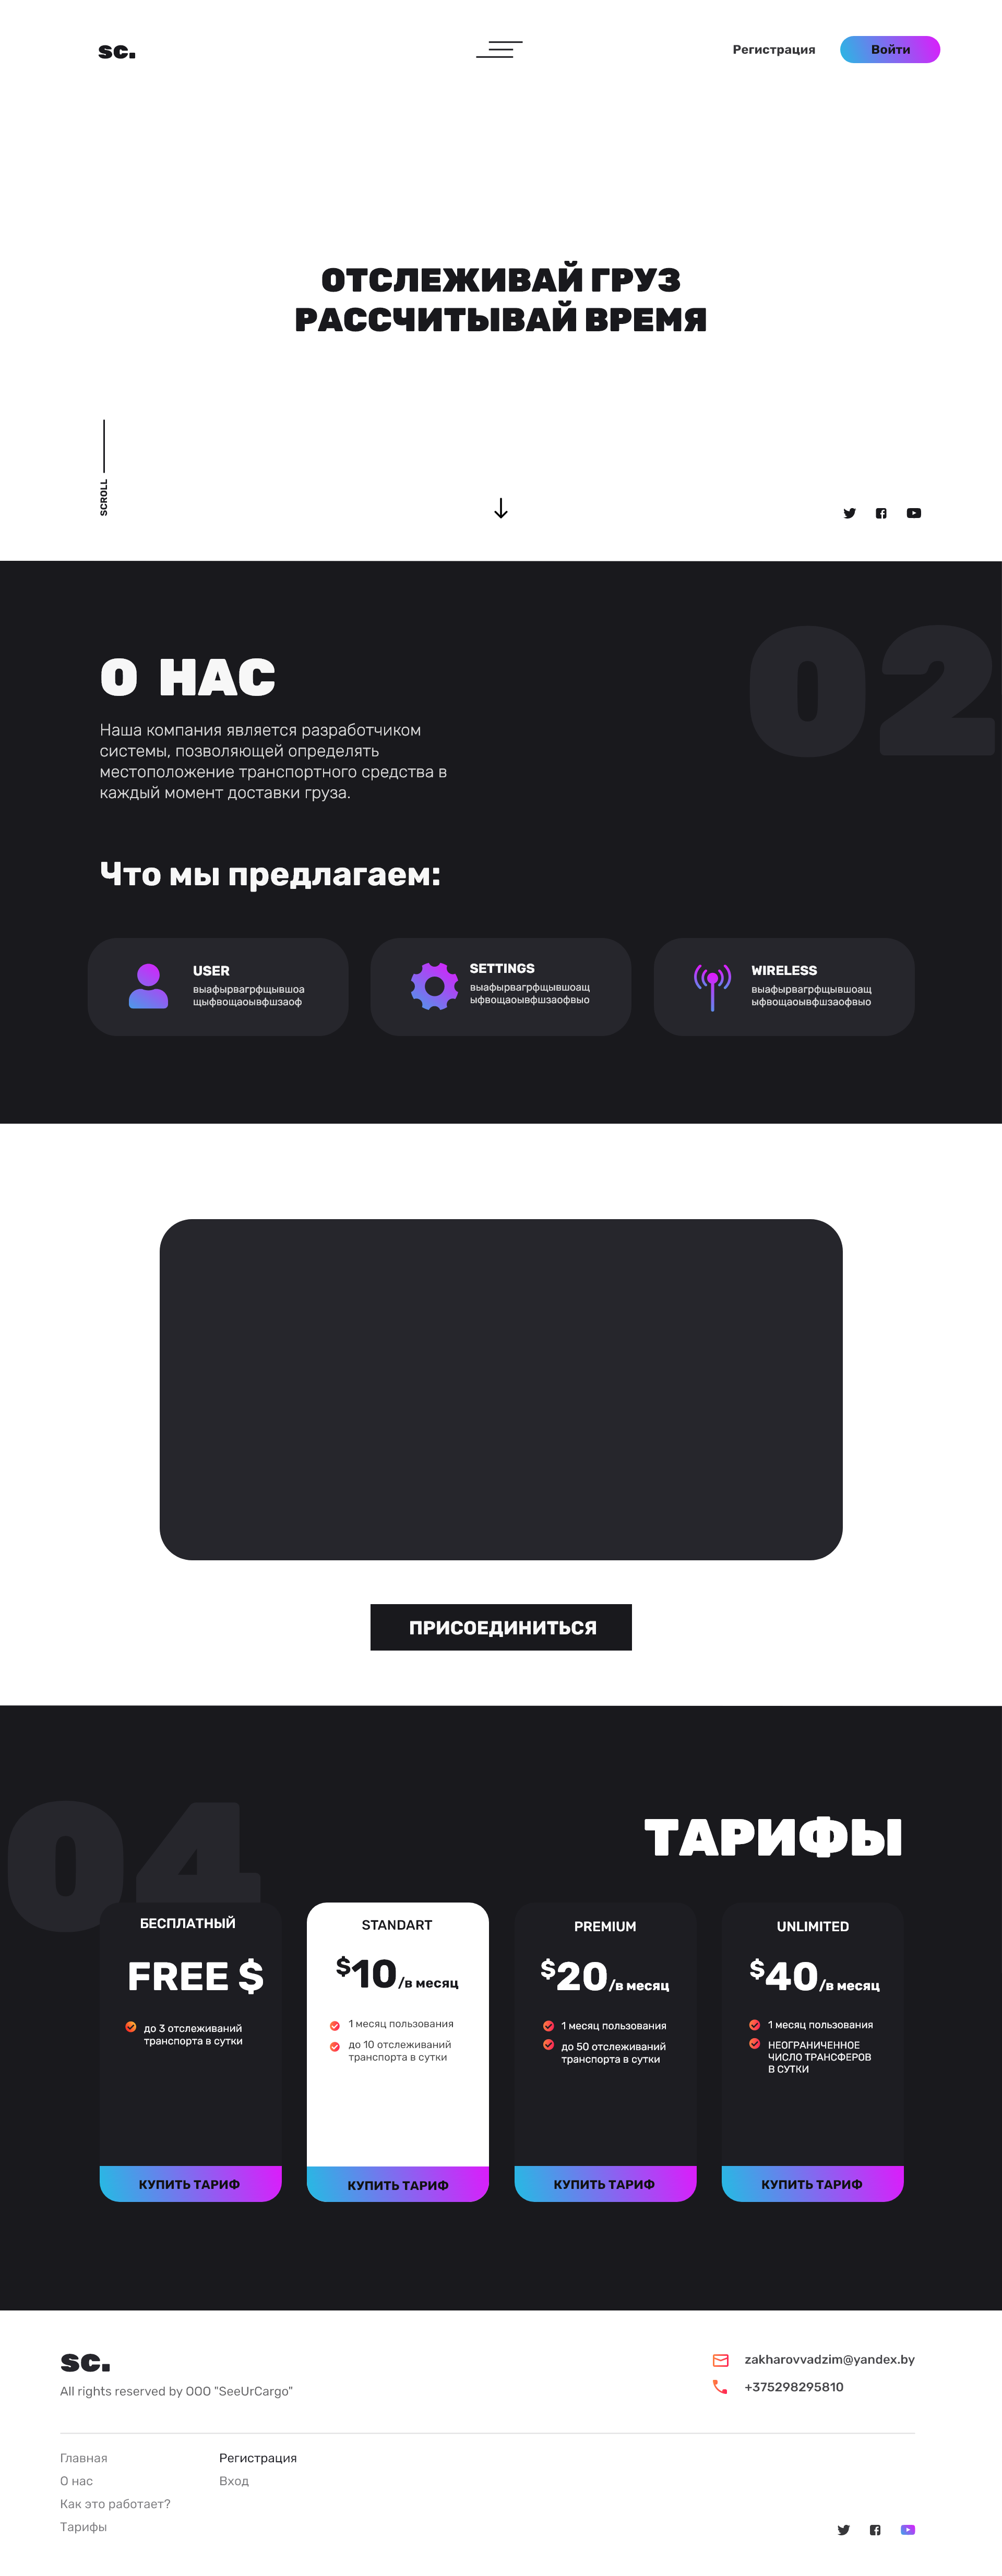 sc.
Регистрация
Войти
ОТСЛЕЖИВАЙ ГРУЗ
РАССЧИТЫВАЙ ВРЕМЯ
SCROLL
02
О НАС
Наша компания является разработчиком
системы, позволяющей определять
местоположение транспортного средства в
каждый момент доставки груза.
Что мы предлагаем:
USER
выафырвагрфщывшоа
щыфвощаоывфшзаоф
SETTINGS
выафырвагрфщывшоащ
ыфвощаоывфшзаофвыо
WIRELESS
выафырвагрфщывшоащ
ыфвощаоывфшзаофвыо
ПРИСОЕДИНИТЬСЯ
04
ТАРИФЫ
БЕСПЛАТНЫЙ
FREE $
до 3 отслеживаний
транспорта в сутки
КУПИТЬ ТАРИФ
STANDART
$10/в месяц
1 месяц пользования
до 10 отслеживаний
транспорта в сутки
КУПИТЬ ТАРИФ
PREMIUM
$20/в месяц
1 месяц пользования
до 50 отслеживаний
транспорта в сутки
КУПИТЬ ТАРИФ
UNLIMITED
$40/в месяц
1 месяц пользования
НЕОГРАНИЧЕННОЕ
ЧИСЛО ТРАНСФЕРОВ
В СУТКИ
КУПИТЬ ТАРИФ
sc.
All rights reserved by OOO "SeeUrCargo"
zakharovvadzim@yandex.by
+375298295810
Главная
О нас
Как это работает?
Тарифы
Регистрация
Вход